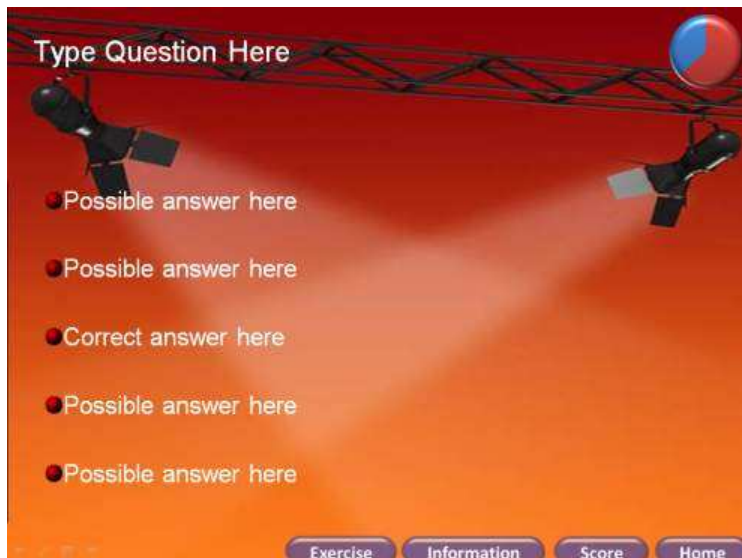 Type Question Here
Possible answer here
Possible answer here
Correct answer here
Possible answer here
Possible answer here
Exercise Information Score Home